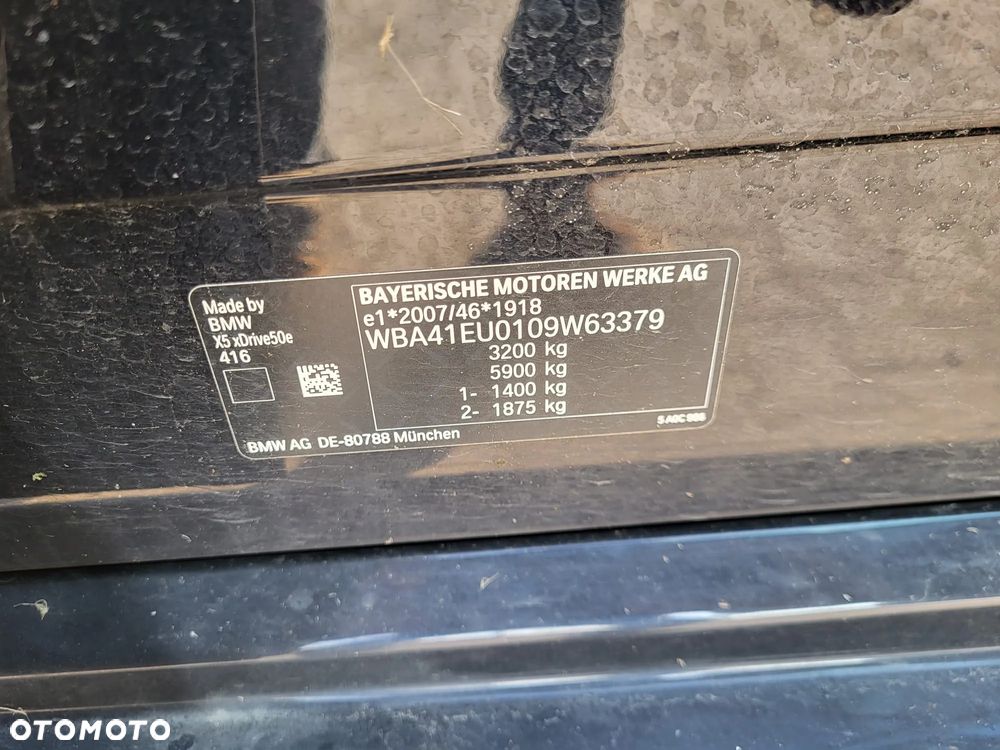 Made by
BMW
X5 xDrive50e
416
BAYERISCHE MOTOREN WERKE AG
e1*2007/46*1918
WBA41EU0109W63379
3200 kg
5900 kg
1- 1400 kg
2- 1875 kg
BMW AG DE-80788 München
OTOMOTO